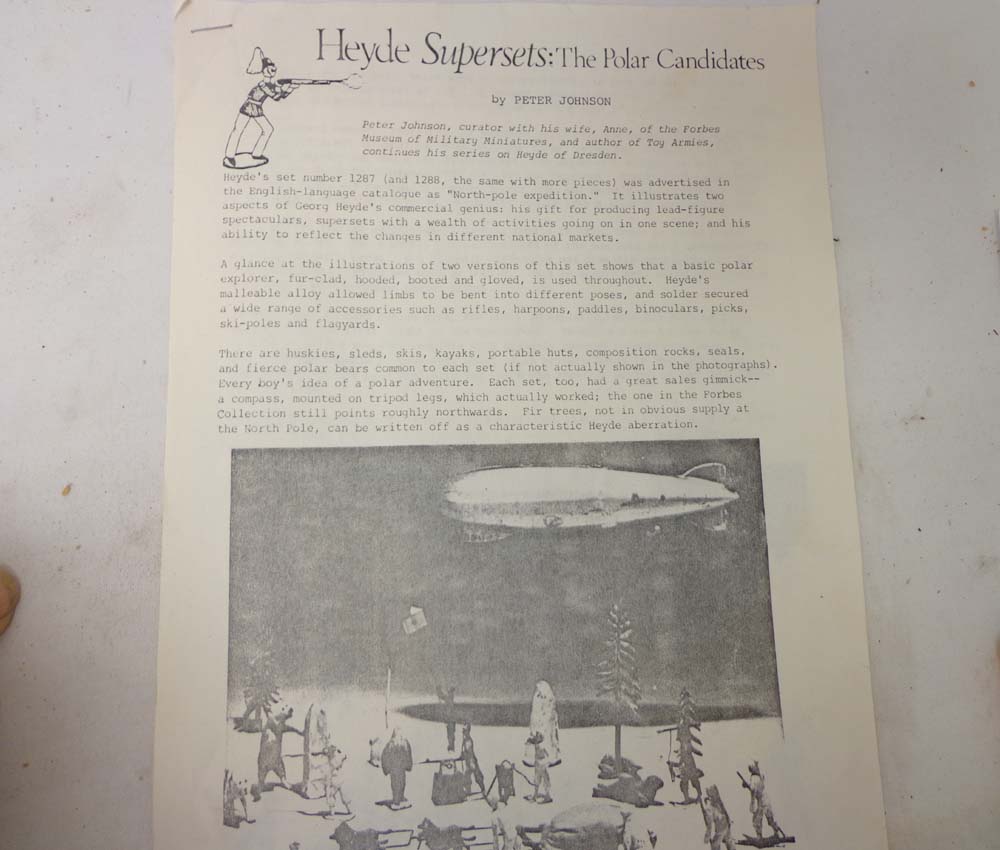 Heyde Supersets: The Polar Candidates
by PETER JOHNSON
Peter Johnson, curator with his wife, Anne, of the Forbes
Museum of Military Miniatures, and author of Toy Armies,
continues his series on Heyde of Dresden.
Heyde's set number 1287 (and 1288, the same with more pieces) was advertised in
the English-language catalogue as "North-pole expedition." It illustrates two
aspects of Georg Heyde's commercial genius: his gift for producing lead-figure
spectaculars, supersets with a wealth of activities going on in one scene; and his
ability to reflect the changes in different national markets.
A glance at the illustrations of two versions of this set shows that a basic polar
explorer, fur-clad, hooded, booted and gloved, is used throughout. Heyde's
malleable alloy allowed limbs to be bent into different poses, and solder secured
a wide range of accessories such as rifles, harpoons, paddles, binoculars, picks,
ski-poles and flagyards.
There are huskies, sleds, skis, kayaks, portable huts, composition rocks, seals,
and fierce polar bears common to each set (if not actually shown in the photographs).
Every boy's idea of a polar adventure. Each set, too, had a great sales gimmick--
a compass, mounted on tripod legs, which actually worked; the one in the Forbes
Collection still points roughly northwards. Fir trees, not in obvious supply at
the North Pole, can be written off as a characteristic Heyde aberration.